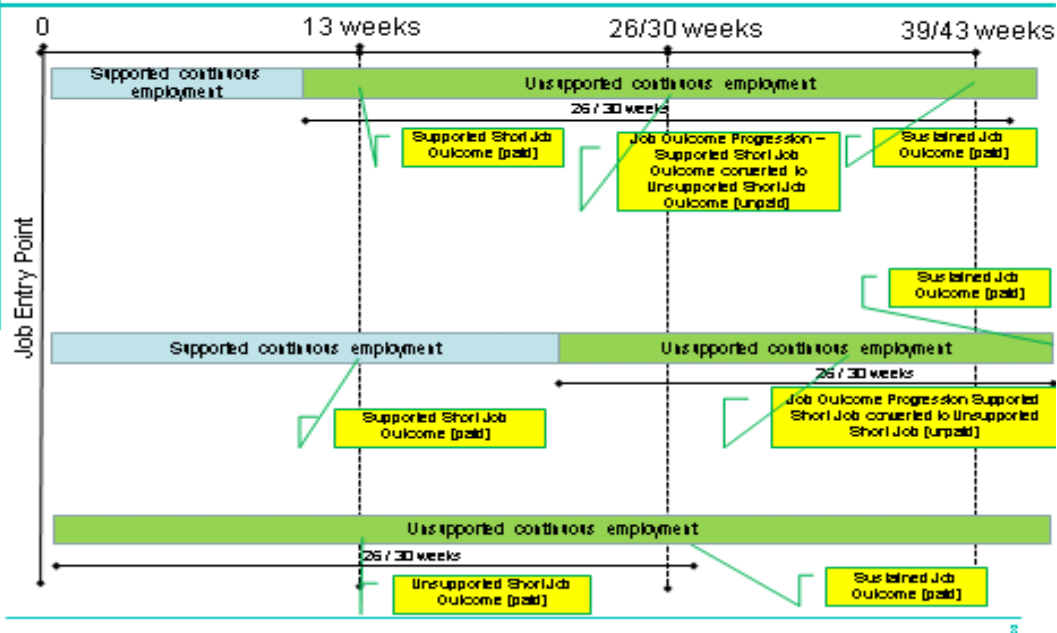 0
13 weeks
26/30 weeks
39/43 weeks
Supported continuous
employment
Unsupported continuous employment
26 / 30 weeks
Supported Short Job
Outcome [paid]
Job Outcome Progression –
Supported Short Job
Outcome converted to
Unsupported Short Job
Outcome [unpaid]
Sustained Job
Outcome [paid]
Job Entry Point
Sustained Job
Outcome [paid]
Supported continuous employment
Unsupported continuous employment
26 / 30 weeks
Supported Short Job
Outcome [paid]
Job Outcome Progression Supported
Short Job converted to Unsupported
Short Job [unpaid]
Unsupported continuous employment
26 / 30 weeks
Unsupported Short Job
Outcome [paid]
Sustained Job
Outcome [paid]